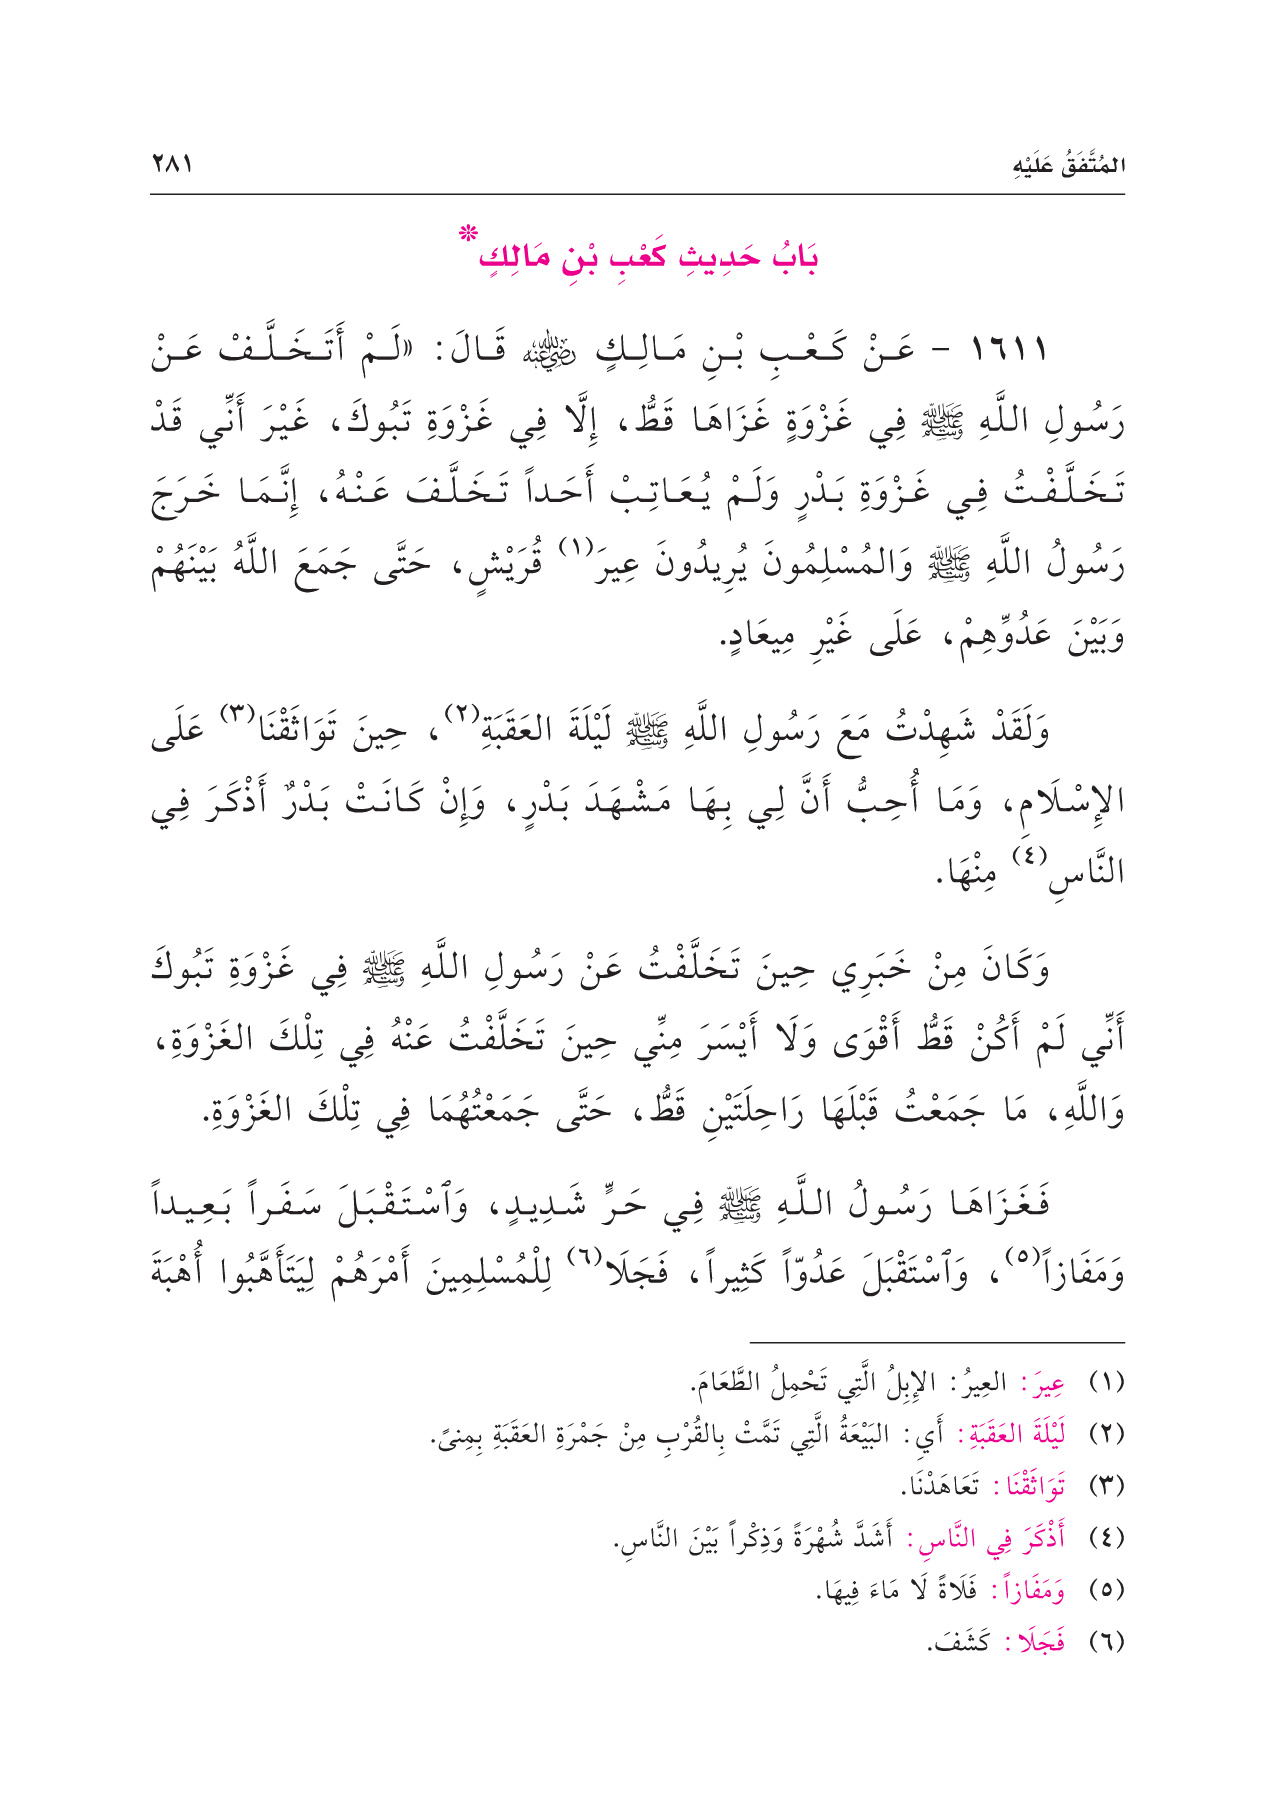 المُتَّفَقُ عَلَيْهِ
٢٨١
بَابُ حَدِيثِ كَعْبِ بْنِ مَالِكٍ*
١٦١١ - عَنْ كَعْبِ بْنِ مَالِكٍ رضي الله عنه قَالَ: «لَمْ أَتَخَلَّفْ عَنْ
رَسُولِ اللَّهِ ﷺ فِي غَزْوَةٍ غَزَاهَا قَطُّ، إِلَّا فِي غَزْوَةِ تَبُوكَ، غَيْرَ أَنِّي قَدْ
تَخَلَّفْتُ فِي غَزْوَةِ بَدْرٍ وَلَمْ يُعَاتِبْ أَحَداً تَخَلَّفَ عَنْهُ، إِنَّمَا خَرَجَ
رَسُولُ اللَّهِ ﷺ وَالمُسْلِمُونَ يُرِيدُونَ عِيرَ(١) قُرَيْشٍ، حَتَّى جَمَعَ اللَّهُ بَيْنَهُمْ
وَبَيْنَ عَدُوِّهِمْ، عَلَى غَيْرِ مِيعَادٍ.
وَلَقَدْ شَهِدْتُ مَعَ رَسُولِ اللَّهِ ﷺ لَيْلَةَ العَقَبَةِ(٢)، حِينَ تَوَاثَقْنَا(٣) عَلَى
الإِسْلَامِ، وَمَا أُحِبُّ أَنَّ لِي بِهَا مَشْهَدَ بَدْرٍ، وَإِنْ كَانَتْ بَدْرٌ أَذْكَرَ فِي
النَّاسِ(٤) مِنْهَا.
وَكَانَ مِنْ خَبَرِي حِينَ تَخَلَّفْتُ عَنْ رَسُولِ اللَّهِ ﷺ فِي غَزْوَةِ تَبُوكَ
أَنِّي لَمْ أَكُنْ قَطُّ أَقْوَى وَلَا أَيْسَرَ مِنِّي حِينَ تَخَلَّفْتُ عَنْهُ فِي تِلْكَ الغَزْوَةِ،
وَاللَّهِ، مَا جَمَعْتُ قَبْلَهَا رَاحِلَتَيْنِ قَطُّ، حَتَّى جَمَعْتُهُمَا فِي تِلْكَ الغَزْوَةِ.
فَغَزَاهَا رَسُولُ اللَّهِ ﷺ فِي حَرٍّ شَدِيدٍ، وَٱسْتَقْبَلَ سَفَراً بَعِيداً
وَمَفَازاً(٥)، وَٱسْتَقْبَلَ عَدُوّاً كَثِيراً، فَجَلَا(٦) لِلْمُسْلِمِينَ أَمْرَهُمْ لِيَتَأَهَّبُوا أُهْبَةَ
(١) عِيرَ: العِيرُ: الإِبِلُ الَّتِي تَحْمِلُ الطَّعَامَ.
(٢) لَيْلَةَ العَقَبَةِ: أَيِ: البَيْعَةُ الَّتِي تَمَّتْ بِالقُرْبِ مِنْ جَمْرَةِ العَقَبَةِ بِمِنىً.
(٣) تَوَاثَقْنَا: تَعَاهَدْنَا.
(٤) أَذْكَرَ فِي النَّاسِ: أَشَدَّ شُهْرَةً وَذِكْراً بَيْنَ النَّاسِ.
(٥) وَمَفَازاً: فَلَاةً لَا مَاءَ فِيهَا.
(٦) فَجَلَا: كَشَفَ.